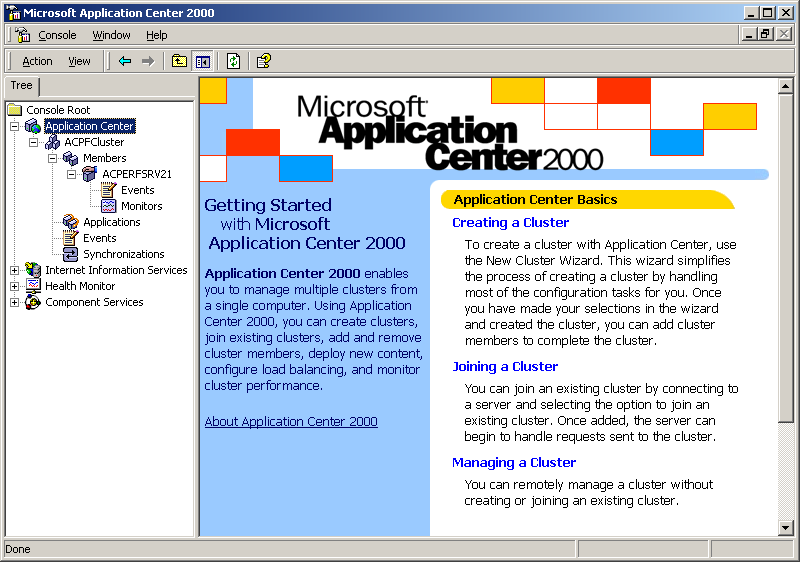 Microsoft Application Center 2000
Console Window Help
Action View
Tree
Console Root
Application Center
ACPFCluster
Members
ACPERFSRV21
Events
Monitors
Applications
Events
Synchronizations
Internet Information Services
Health Monitor
Component Services
Microsoft
Application
Center 2000
Getting Started
with Microsoft
Application Center 2000
Application Center 2000 enables
you to manage multiple clusters from
a single computer. Using Application
Center 2000, you can create clusters,
join existing clusters, add and remove
cluster members, deploy new content,
configure load balancing, and monitor
cluster performance.
About Application Center 2000
Application Center Basics
Creating a Cluster
To create a cluster with Application Center, use
the New Cluster Wizard. This wizard simplifies
the process of creating a cluster by handling
most of the configuration tasks for you. Once
you have made your selections in the wizard
and created the cluster, you can add cluster
members to complete the cluster.
Joining a Cluster
You can join an existing cluster by connecting to
a server and selecting the option to join an
existing cluster. Once added, the server can
begin to handle requests sent to the cluster.
Managing a Cluster
You can remotely manage a cluster without
creating or joining an existing cluster.
Done